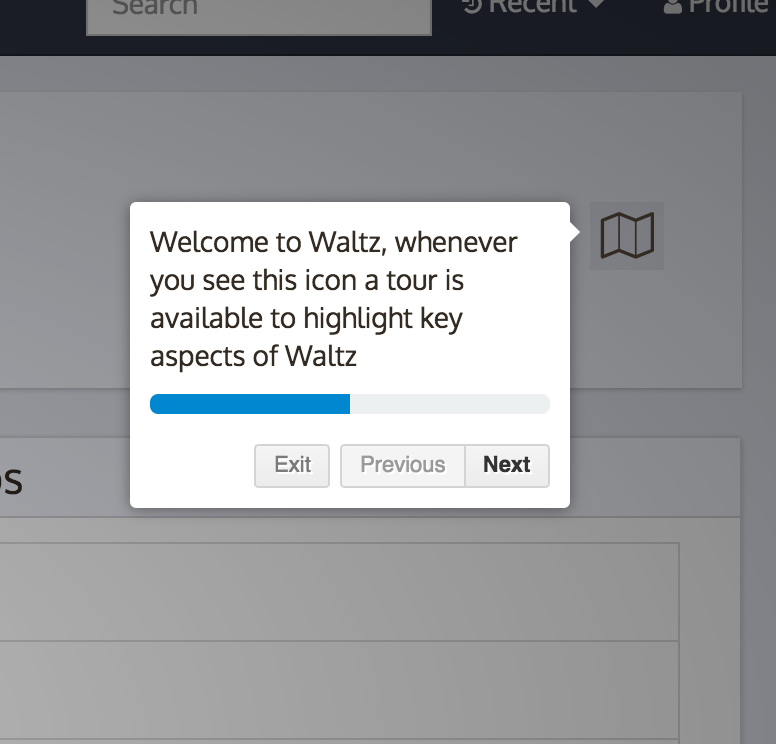 Search
Recent
Profile
Welcome to Waltz, whenever
you see this icon a tour is
available to highlight key
aspects of Waltz
Exit
Previous
Next